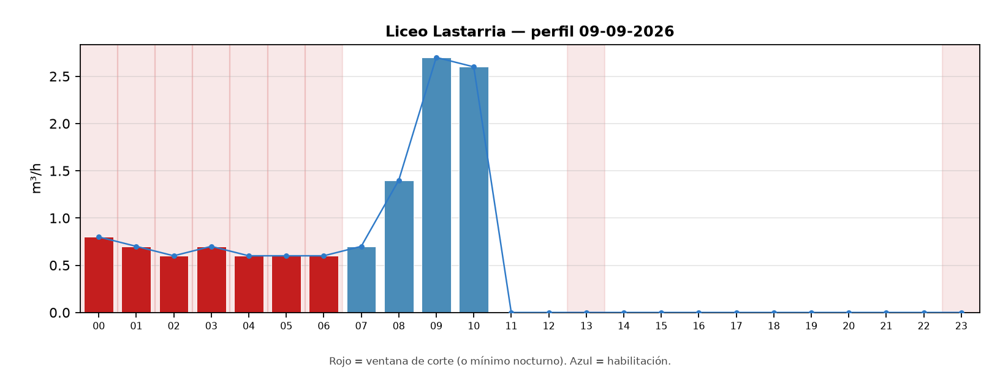 Liceo Lastarria — perfil 09-09-2026
m³/h
2.5
2.0
1.5
1.0
0.5
0.0
00 01 02 03 04 05 06 07 08 09 10 11 12 13 14 15 16 17 18 19 20 21 22 23
Rojo = ventana de corte (o mínimo nocturno). Azul = habilitación.